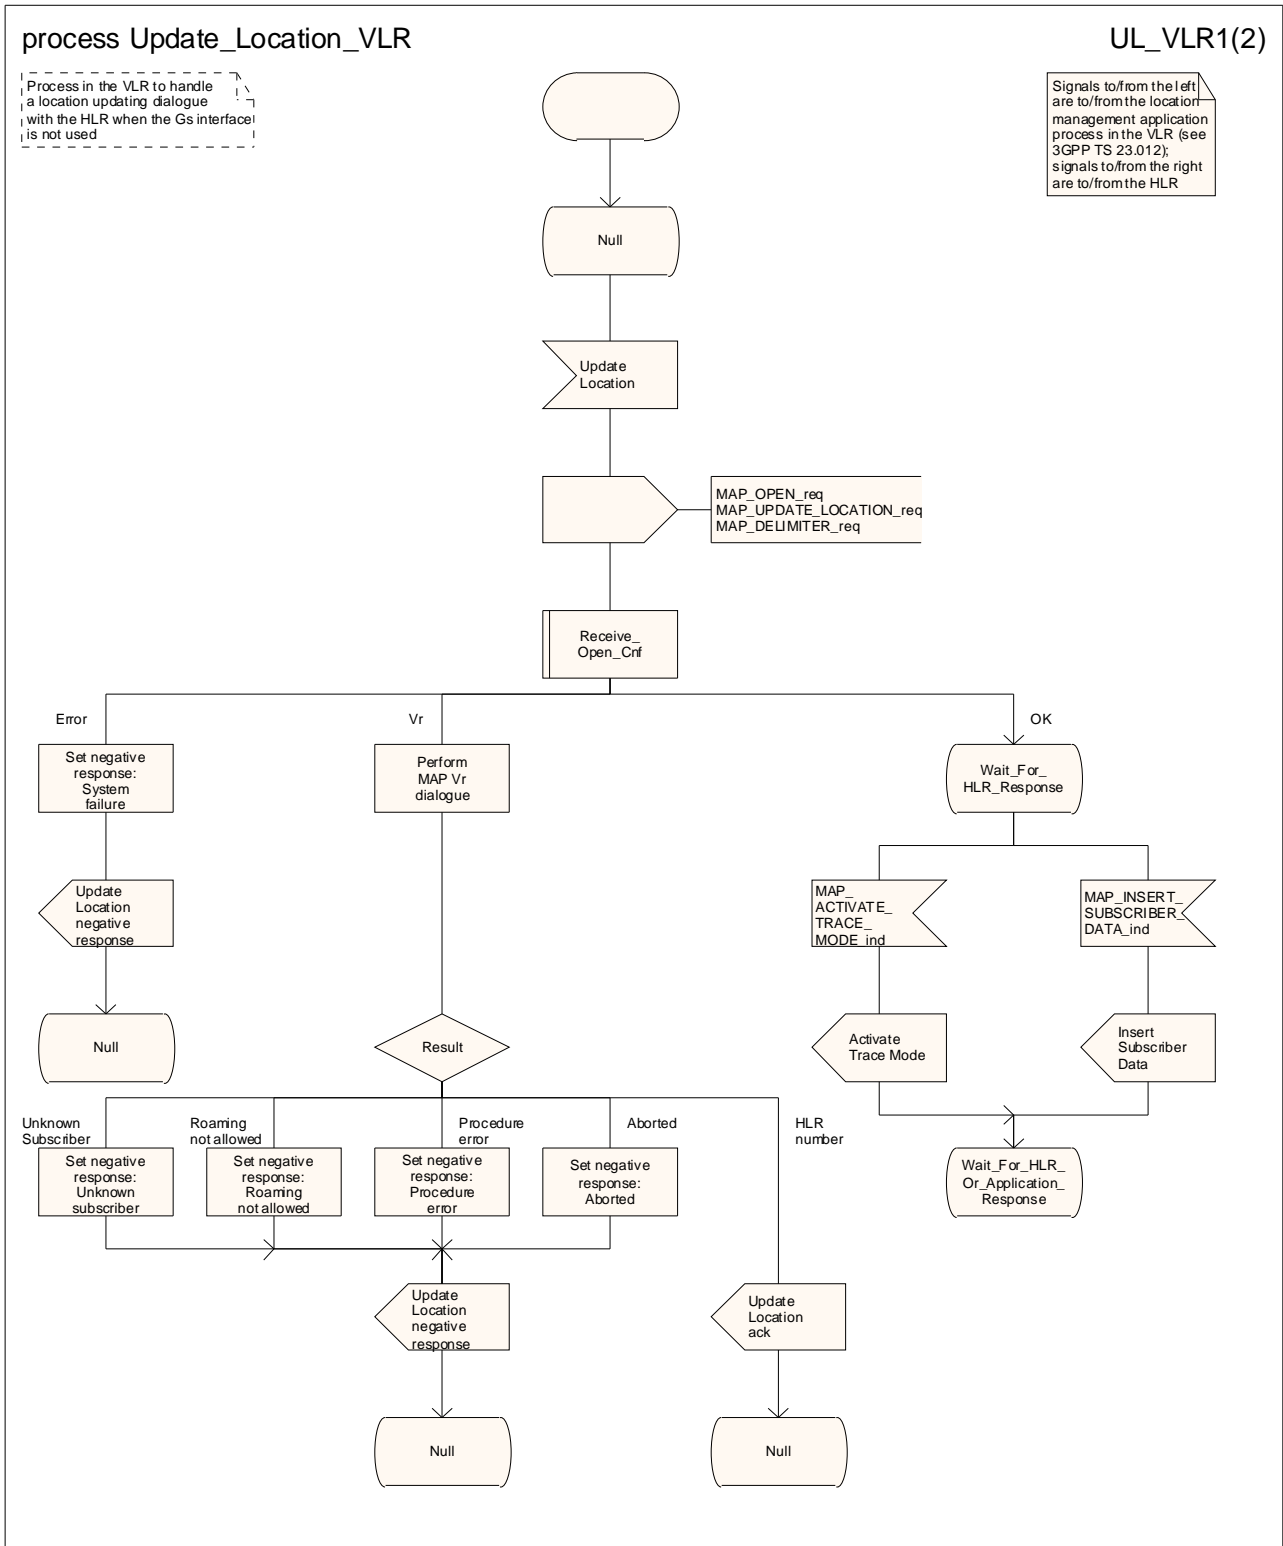 process Update_Location_VLR
UL_VLR1(2)
Process in the VLR to handle
a location updating dialogue
with the HLR when the Gs interface
is not used
Signals to/from the left
are to/from the location
management application
process in the VLR (see
3GPP TS 23.012);
signals to/from the right
are to/from the HLR
Null
Update
Location
MAP_OPEN_req
MAP_UPDATE_LOCATION_req
MAP_DELIMITER_req
Receive_
Open_Cnf
Error
Vr
OK
Set negative
response:
System
failure
Perform
MAP Vr
dialogue
Wait_For_
HLR_Response
Update
Location
negative
response
MAP_
ACTIVATE_
TRACE_
MODE_ind
MAP_INSERT_
SUBSCRIBER_
DATA_ind
Null
Result
Activate
Trace Mode
Insert
Subscriber
Data
Unknown
Subscriber
Roaming
not allowed
Procedure
error
Aborted
HLR
number
Set negative
response:
Unknown
subscriber
Set negative
response:
Roaming
not allowed
Set negative
response:
Procedure
error
Set negative
response:
Aborted
Wait_For_HLR_
Or_Application_
Response
Update
Location
negative
response
Update
Location
ack
Null
Null